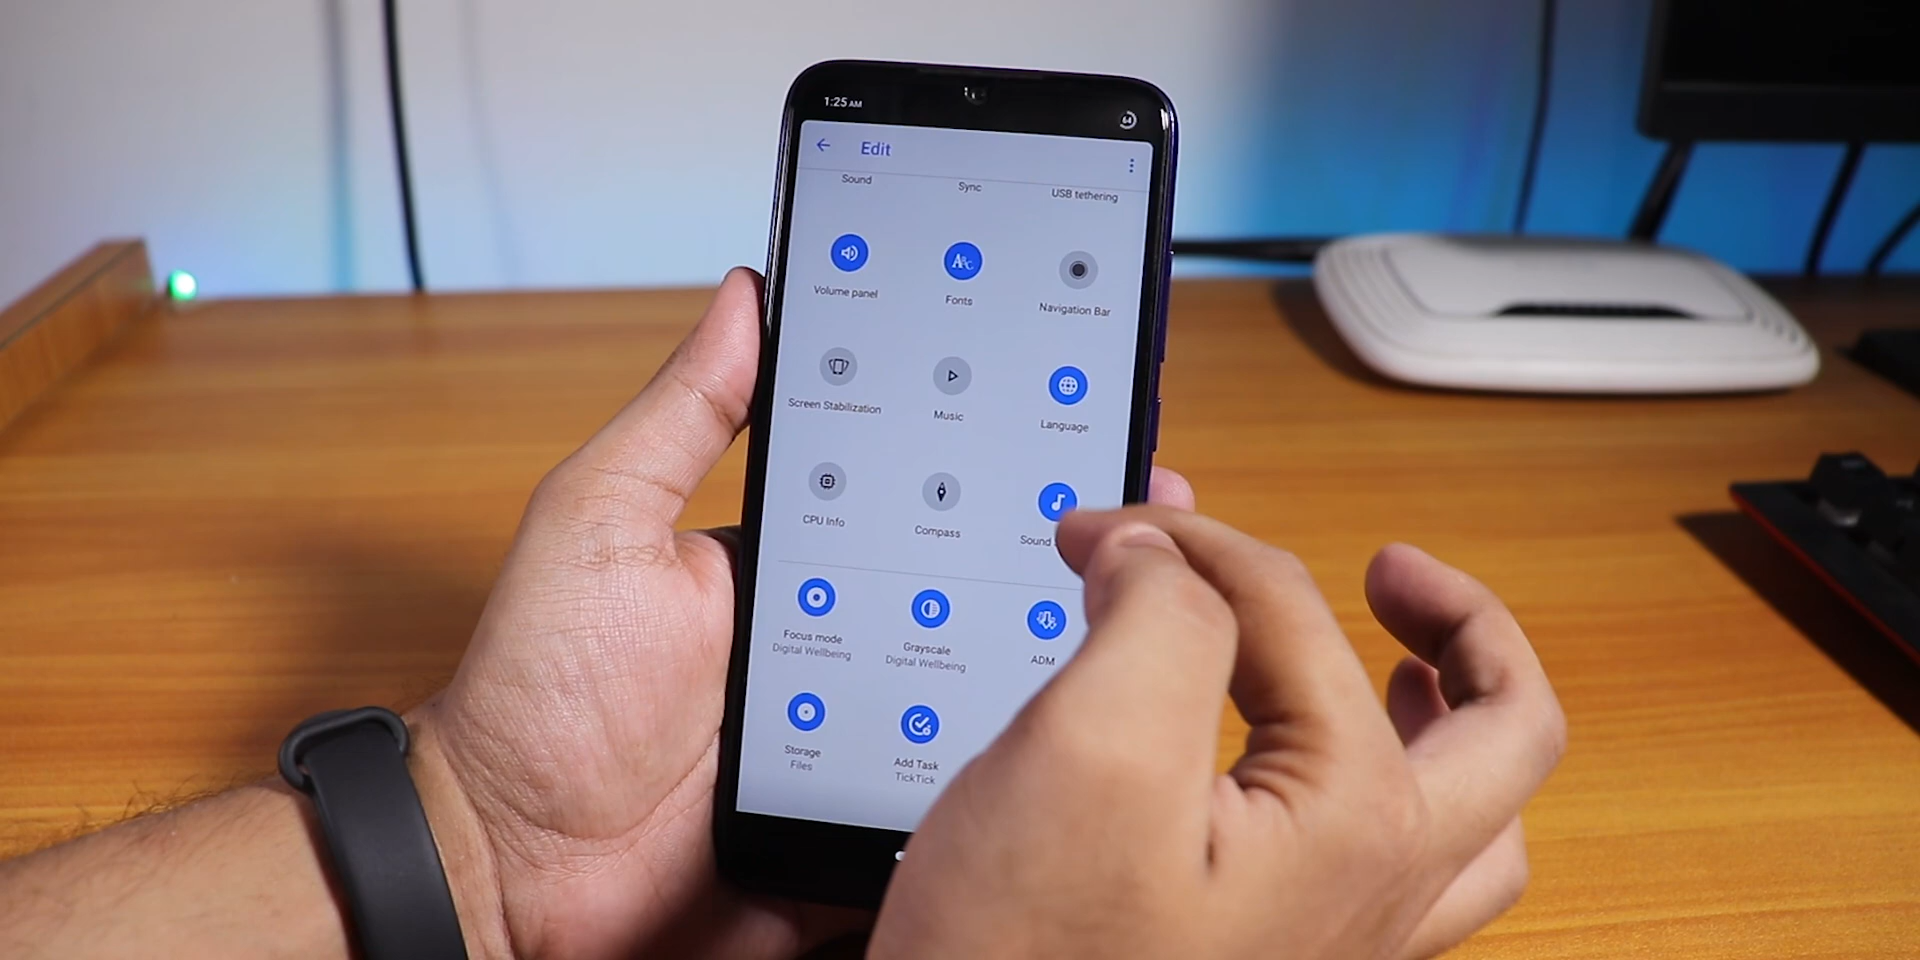 1:25 AM
64
Edit
Sound Sync USB tethering
Volume panel Fonts Navigation Bar
Screen Stabilization Music Language
CPU Info Compass Sound
Focus mode Grayscale ADM
Digital Wellbeing Digital Wellbeing
Storage Add Task
Files TickTick